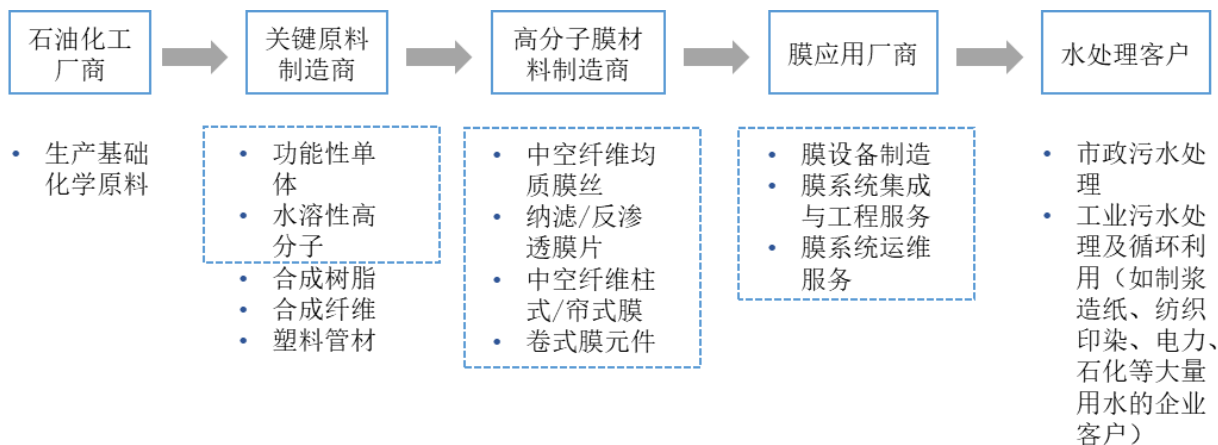 石油化工
厂商
关键原料
制造商
高分子膜材
料制造商
膜应用厂商
水处理客户
• 生产基础
化学原料
• 功能性单
体
• 水溶性高
分子
• 合成树脂
• 合成纤维
• 塑料管材
• 中空纤维均
质膜丝
• 纳滤/反渗
透膜片
• 中空纤维柱
式/帘式膜
• 卷式膜元件
• 膜设备制造
• 膜系统集成
与工程服务
• 膜系统运维
服务
• 市政污水处
理
• 工业污水处
理及循环利
用（如制浆
造纸、纺织
印染、电力、
石化等大量
用水的企业
客户）